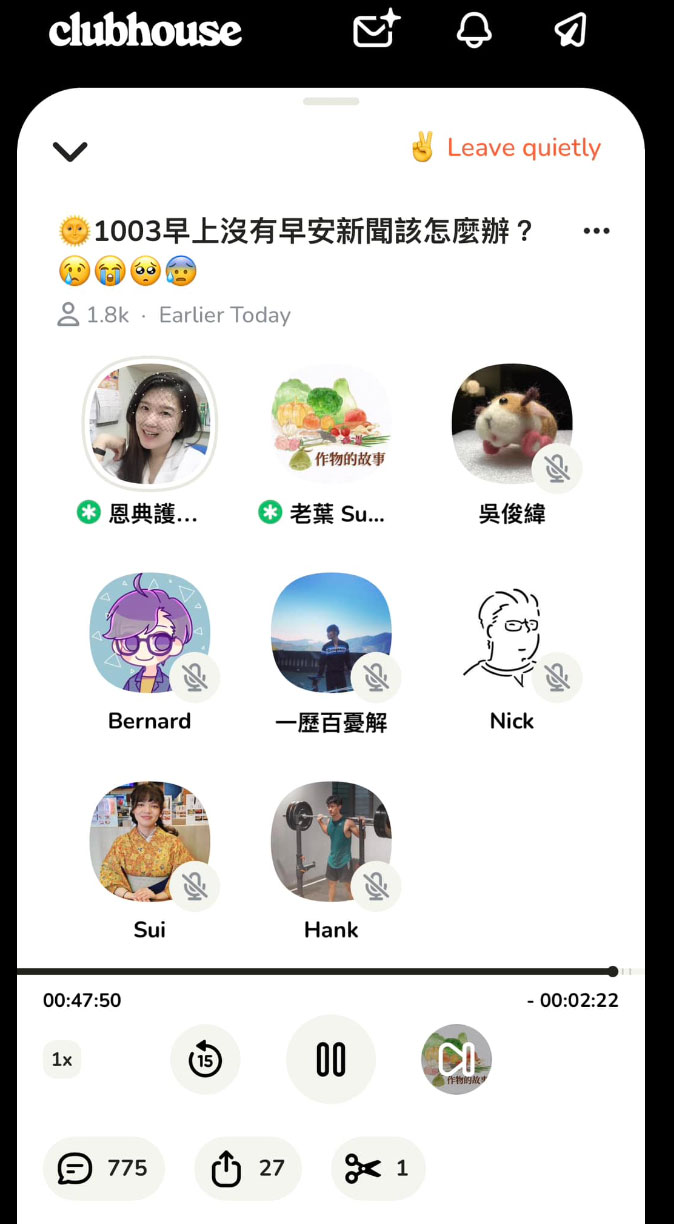 clubhouse
✌️ Leave quietly
🌞1003早上沒有早安新聞該怎麼辦？
😢😭🥺😰
1.8k · Earlier Today
作物的故事
恩典護...
老葉 Su...
吳俊緯
Bernard
一歷百憂解
Nick
Sui
Hank
00:47:50
- 00:02:22
1x
15
作物的故事
775
27
1